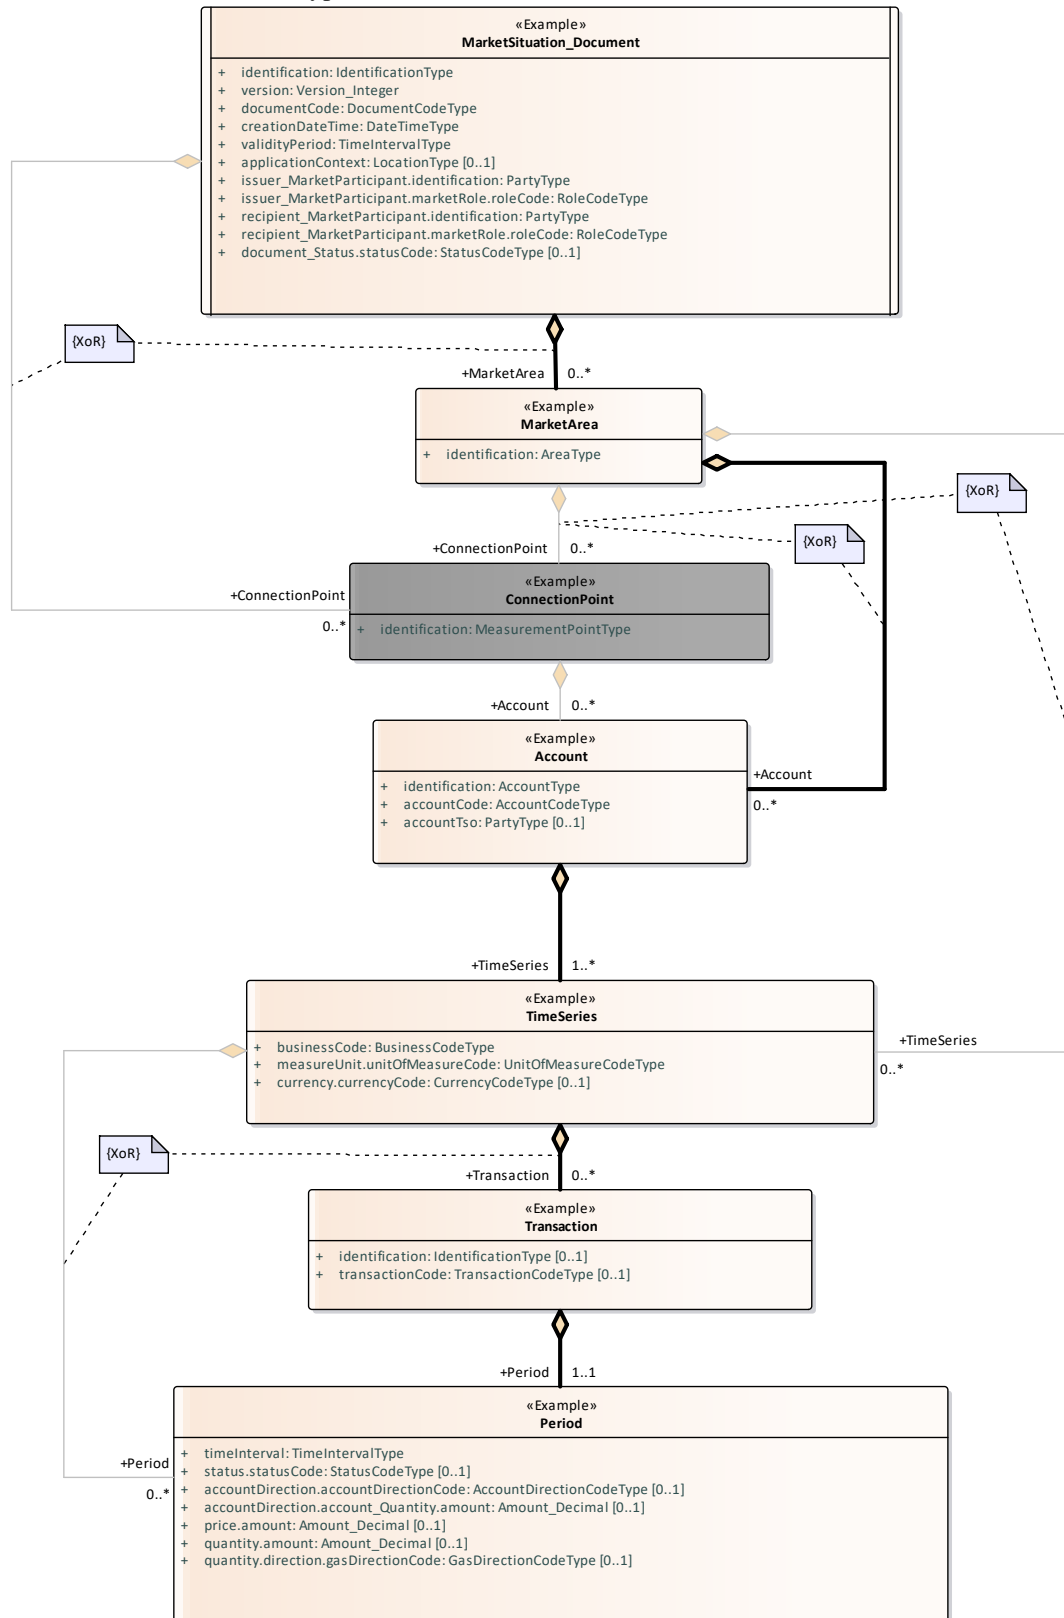 «Example»
MarketSituation_Document
+ identification: IdentificationType
+ version: Version_Integer
+ documentCode: DocumentCodeType
+ creationDateTime: DateTimeType
+ validityPeriod: TimeIntervalType
+ applicationContext: LocationType [0..1]
+ issuer_MarketParticipant.identification: PartyType
+ issuer_MarketParticipant.marketRole.roleCode: RoleCodeType
+ recipient_MarketParticipant.identification: PartyType
+ recipient_MarketParticipant.marketRole.roleCode: RoleCodeType
+ document_Status.statusCode: StatusCodeType [0..1]
{XoR}
+MarketArea 0..*
«Example»
MarketArea
+ identification: AreaType
{XoR}
{XoR}
+ConnectionPoint 0..*
«Example»
ConnectionPoint
+ identification: MeasurementPointType
+ConnectionPoint
0..*
+Account 0..*
«Example»
Account
+ identification: AccountType
+ accountCode: AccountCodeType
+ accountTso: PartyType [0..1]
+Account
0..*
+TimeSeries 1..*
«Example»
TimeSeries
+ businessCode: BusinessCodeType
+ measureUnit.unitOfMeasureCode: UnitOfMeasureCodeType
+ currency.currencyCode: CurrencyCodeType [0..1]
+TimeSeries
0..*
{XoR}
+Transaction 0..*
«Example»
Transaction
+ identification: IdentificationType [0..1]
+ transactionCode: TransactionCodeType [0..1]
+Period 1..1
«Example»
Period
+ timeInterval: TimeIntervalType
+ status.statusCode: StatusCodeType [0..1]
+ accountDirection.accountDirectionCode: AccountDirectionCodeType [0..1]
+ accountDirection.account_Quantity.amount: Amount_Decimal [0..1]
+ price.amount: Amount_Decimal [0..1]
+ quantity.amount: Amount_Decimal [0..1]
+ quantity.direction.gasDirectionCode: GasDirectionCodeType [0..1]
+Period
0..*